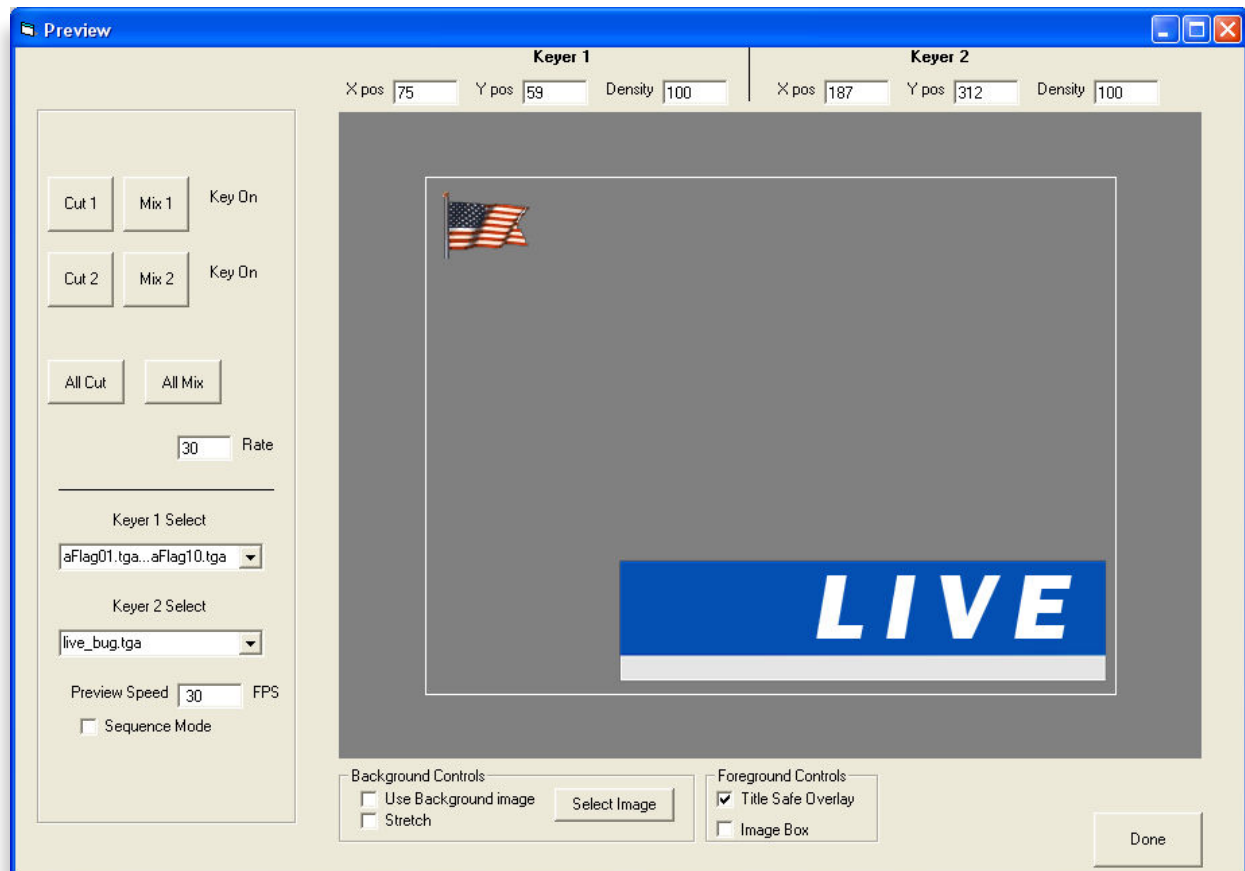 Preview
Keyer 1
Keyer 2
X pos 75 Y pos 59 Density 100
X pos 187 Y pos 312 Density 100
Cut 1 Mix 1 Key On
Cut 2 Mix 2 Key On
All Cut All Mix
30 Rate
Keyer 1 Select
aFlag01.tga...aFlag10.tga
Keyer 2 Select
live_bug.tga
Preview Speed 30 FPS
Sequence Mode
LIVE
Background Controls
Use Background image
Stretch
Select Image
Foreground Controls
Title Safe Overlay
Image Box
Done